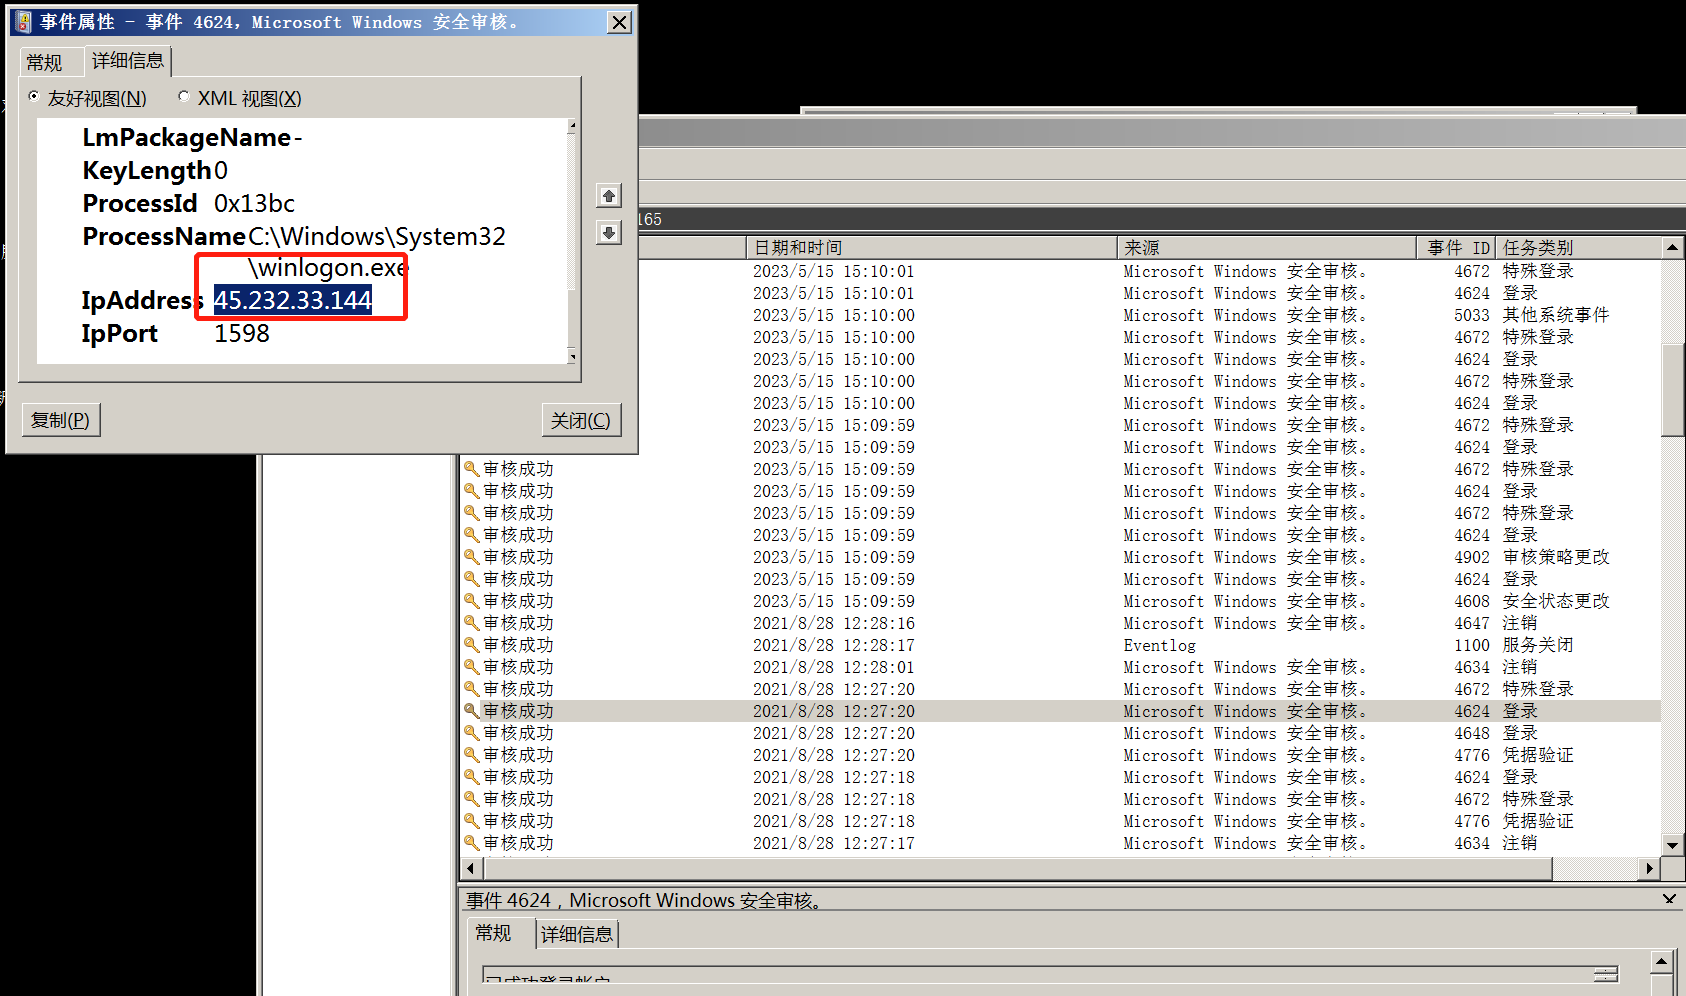 事件属性 - 事件 4624，Microsoft Windows 安全审核。
常规 详细信息
友好视图(N) XML 视图(X)
LmPackageName -
KeyLength 0
ProcessId 0x13bc
ProcessName C:\Windows\System32
\winlogon.exe
IpAddress 45.232.33.144
IpPort 1598
复制(P) 关闭(C)
165
日期和时间 来源 事件 ID 任务类别
2023/5/15 15:10:01 Microsoft Windows 安全审核。 4672 特殊登录
2023/5/15 15:10:01 Microsoft Windows 安全审核。 4624 登录
2023/5/15 15:10:00 Microsoft Windows 安全审核。 5033 其他系统事件
2023/5/15 15:10:00 Microsoft Windows 安全审核。 4672 特殊登录
2023/5/15 15:10:00 Microsoft Windows 安全审核。 4624 登录
2023/5/15 15:10:00 Microsoft Windows 安全审核。 4672 特殊登录
2023/5/15 15:10:00 Microsoft Windows 安全审核。 4624 登录
2023/5/15 15:09:59 Microsoft Windows 安全审核。 4672 特殊登录
2023/5/15 15:09:59 Microsoft Windows 安全审核。 4624 登录
审核成功 2023/5/15 15:09:59 Microsoft Windows 安全审核。 4672 特殊登录
审核成功 2023/5/15 15:09:59 Microsoft Windows 安全审核。 4624 登录
审核成功 2023/5/15 15:09:59 Microsoft Windows 安全审核。 4672 特殊登录
审核成功 2023/5/15 15:09:59 Microsoft Windows 安全审核。 4624 登录
审核成功 2023/5/15 15:09:59 Microsoft Windows 安全审核。 4902 审核策略更改
审核成功 2023/5/15 15:09:59 Microsoft Windows 安全审核。 4624 登录
审核成功 2023/5/15 15:09:59 Microsoft Windows 安全审核。 4608 安全状态更改
审核成功 2021/8/28 12:28:16 Microsoft Windows 安全审核。 4647 注销
审核成功 2021/8/28 12:28:17 Eventlog 1100 服务关闭
审核成功 2021/8/28 12:28:01 Microsoft Windows 安全审核。 4634 注销
审核成功 2021/8/28 12:27:20 Microsoft Windows 安全审核。 4672 特殊登录
审核成功 2021/8/28 12:27:20 Microsoft Windows 安全审核。 4624 登录
审核成功 2021/8/28 12:27:20 Microsoft Windows 安全审核。 4648 登录
审核成功 2021/8/28 12:27:20 Microsoft Windows 安全审核。 4776 凭据验证
审核成功 2021/8/28 12:27:18 Microsoft Windows 安全审核。 4624 登录
审核成功 2021/8/28 12:27:18 Microsoft Windows 安全审核。 4672 特殊登录
审核成功 2021/8/28 12:27:18 Microsoft Windows 安全审核。 4776 凭据验证
审核成功 2021/8/28 12:27:17 Microsoft Windows 安全审核。 4634 注销
事件 4624，Microsoft Windows 安全审核。
常规 详细信息
已成功登录帐户